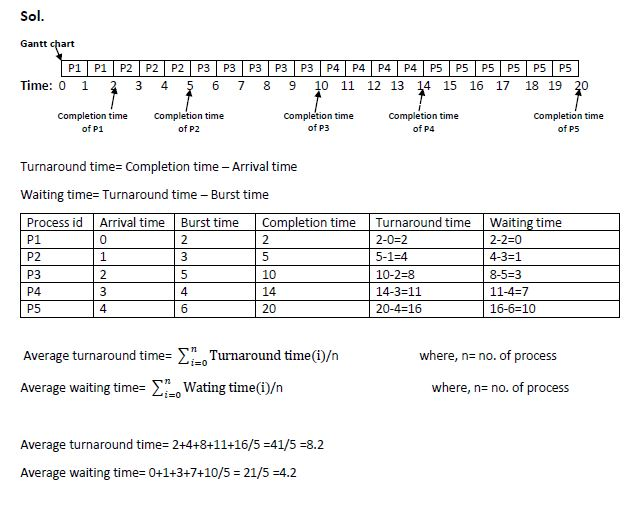 Sol.
Gantt chart
P1 P1 P2 P2 P2 P3 P3 P3 P3 P3 P4 P4 P4 P4 P5 P5 P5 P5 P5 P5
Time: 0 1 2 3 4 5 6 7 8 9 10 11 12 13 14 15 16 17 18 19 20
Completion time Completion time Completion time Completion time Completion time
of P1 of P2 of P3 of P4 of P5
Turnaround time= Completion time – Arrival time
Waiting time= Turnaround time – Burst time
Process id Arrival time Burst time Completion time Turnaround time Waiting time
P1 0 2 2 2-0=2 2-2=0
P2 1 3 5 5-1=4 4-3=1
P3 2 5 10 10-2=8 8-5=3
P4 3 4 14 14-3=11 11-4=7
P5 4 6 20 20-4=16 16-6=10
Average turnaround time= ∑ⁿᵢ₌₀ Turnaround time(i)/n where, n= no. of process
Average waiting time= ∑ⁿᵢ₌₀ Wating time(i)/n where, n= no. of process
Average turnaround time= 2+4+8+11+16/5 =41/5 =8.2
Average waiting time= 0+1+3+7+10/5 = 21/5 =4.2